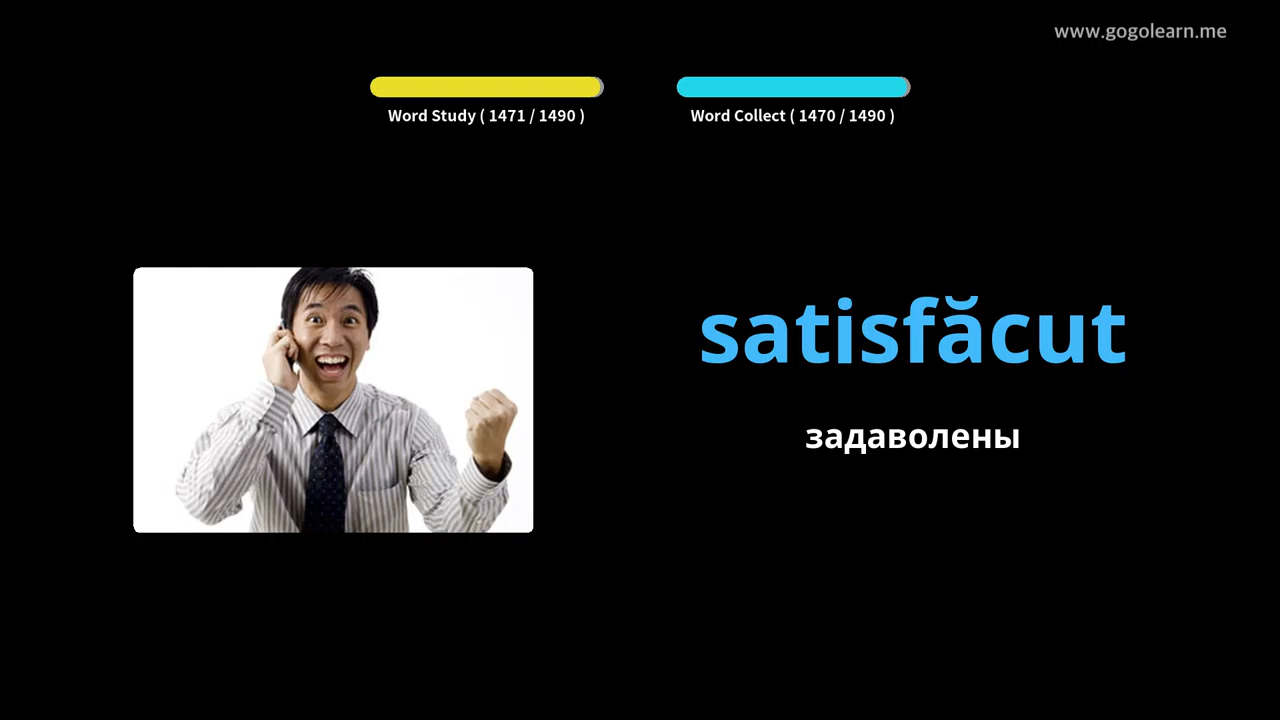 www.gogolearn.me
Word Study ( 1471 / 1490 )
Word Collect ( 1470 / 1490 )
satisfăcut
задаволены